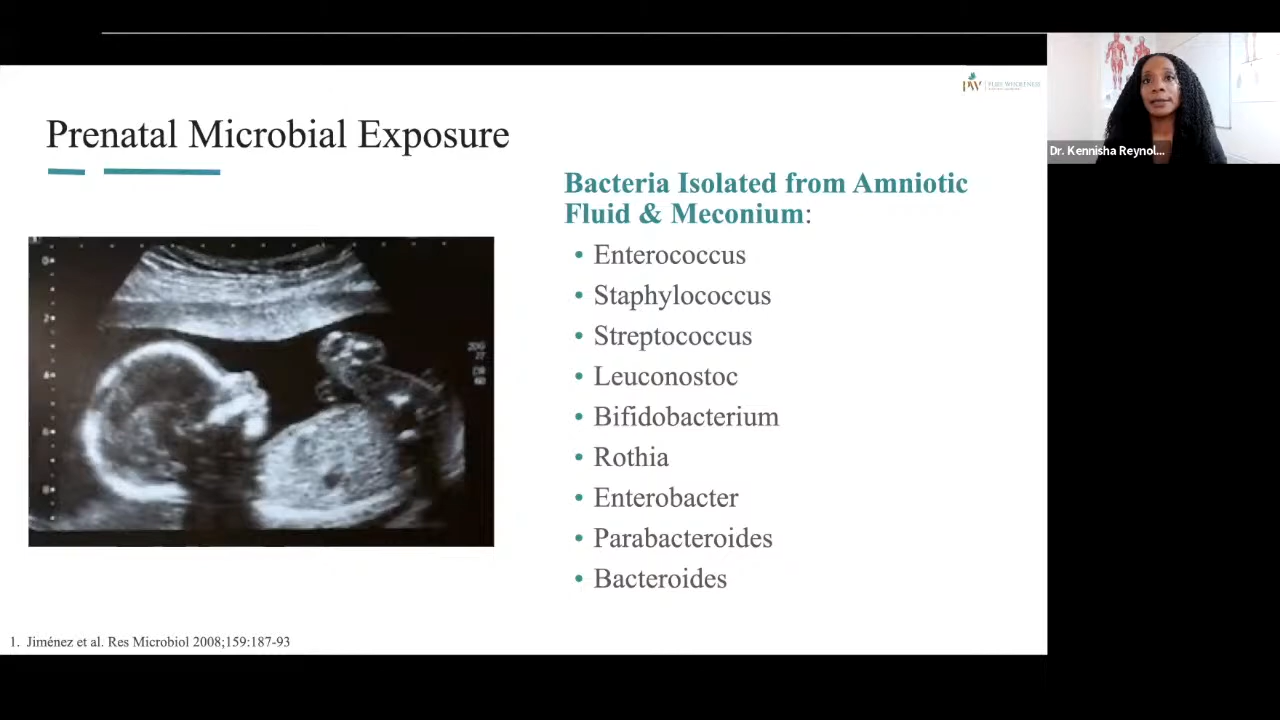 PW
Prenatal Microbial Exposure
Dr. Kennisha Reynol...
Bacteria Isolated from Amniotic
Fluid & Meconium:
• Enterococcus
• Staphylococcus
• Streptococcus
• Leuconostoc
• Bifidobacterium
• Rothia
• Enterobacter
• Parabacteroides
• Bacteroides
1. Jiménez et al. Res Microbiol 2008;159:187-93